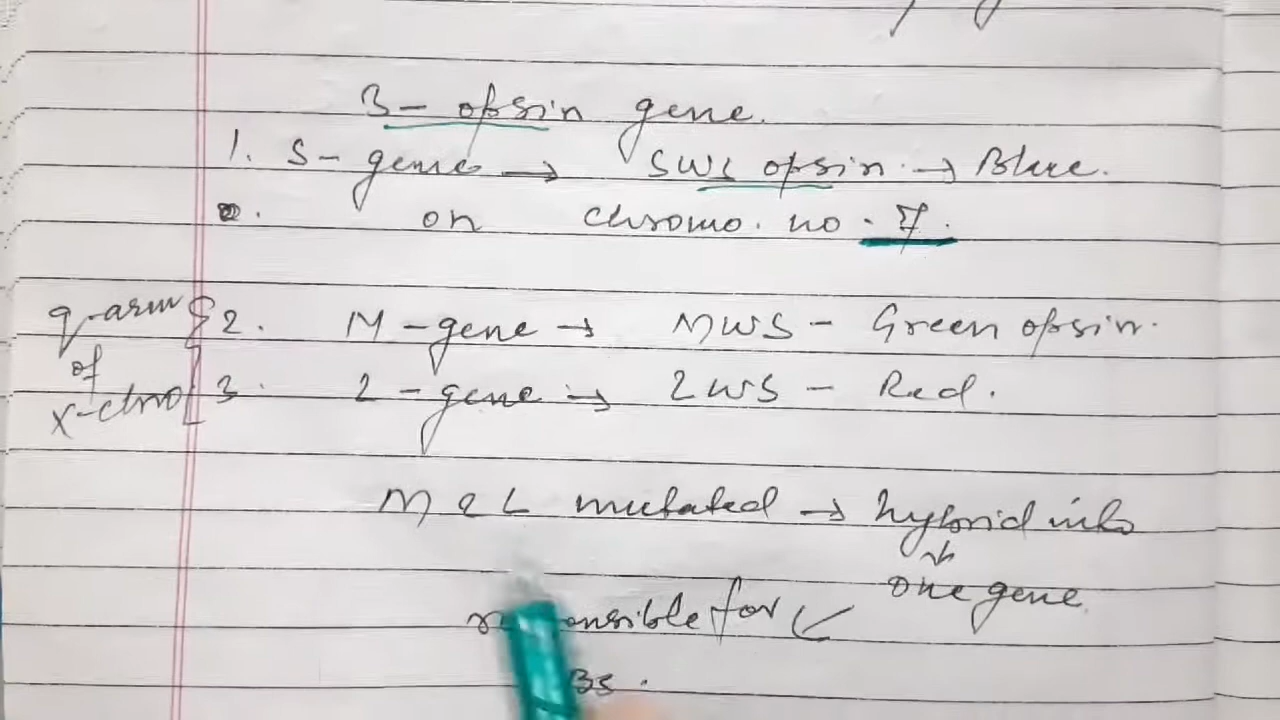 3- opsin gene.
1. S- gene → SWS opsin → Blue.
on chromo. no. 7.
q-arm of X-chro
2. M-gene → MWS - Green opsin.
3. L-gene → LWS - Red.
M & L mutated → hybrid into
one gene
responsible for